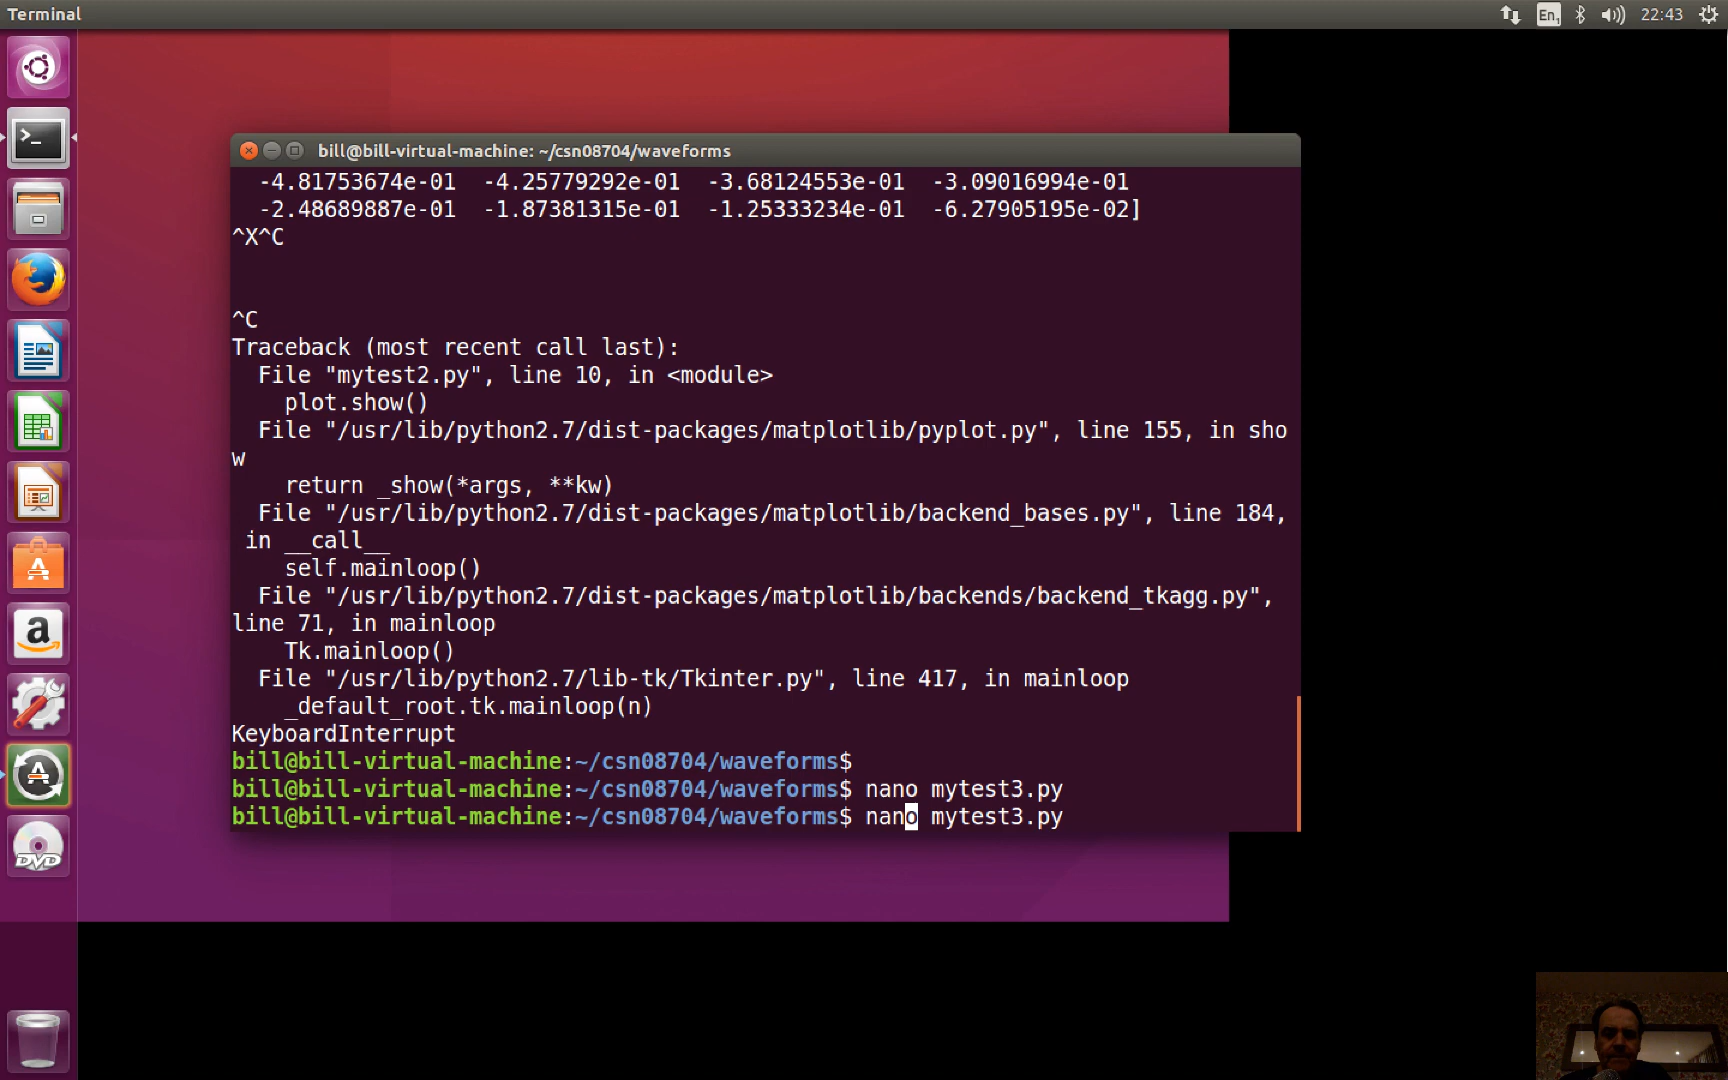 Terminal
En1
22:43
bill@bill-virtual-machine: ~/csn08704/waveforms
-4.81753674e-01 -4.25779292e-01 -3.68124553e-01 -3.09016994e-01
-2.48689887e-01 -1.87381315e-01 -1.25333234e-01 -6.27905195e-02]
^X^C
^C
Traceback (most recent call last):
File "mytest2.py", line 10, in <module>
plot.show()
File "/usr/lib/python2.7/dist-packages/matplotlib/pyplot.py", line 155, in sho
w
return _show(*args, **kw)
File "/usr/lib/python2.7/dist-packages/matplotlib/backend_bases.py", line 184,
in __call__
self.mainloop()
File "/usr/lib/python2.7/dist-packages/matplotlib/backends/backend_tkagg.py",
line 71, in mainloop
Tk.mainloop()
File "/usr/lib/python2.7/lib-tk/Tkinter.py", line 417, in mainloop
_default_root.tk.mainloop(n)
KeyboardInterrupt
bill@bill-virtual-machine:~/csn08704/waveforms$
bill@bill-virtual-machine:~/csn08704/waveforms$ nano mytest3.py
bill@bill-virtual-machine:~/csn08704/waveforms$ nano mytest3.py
>_
A
a
A
DVD